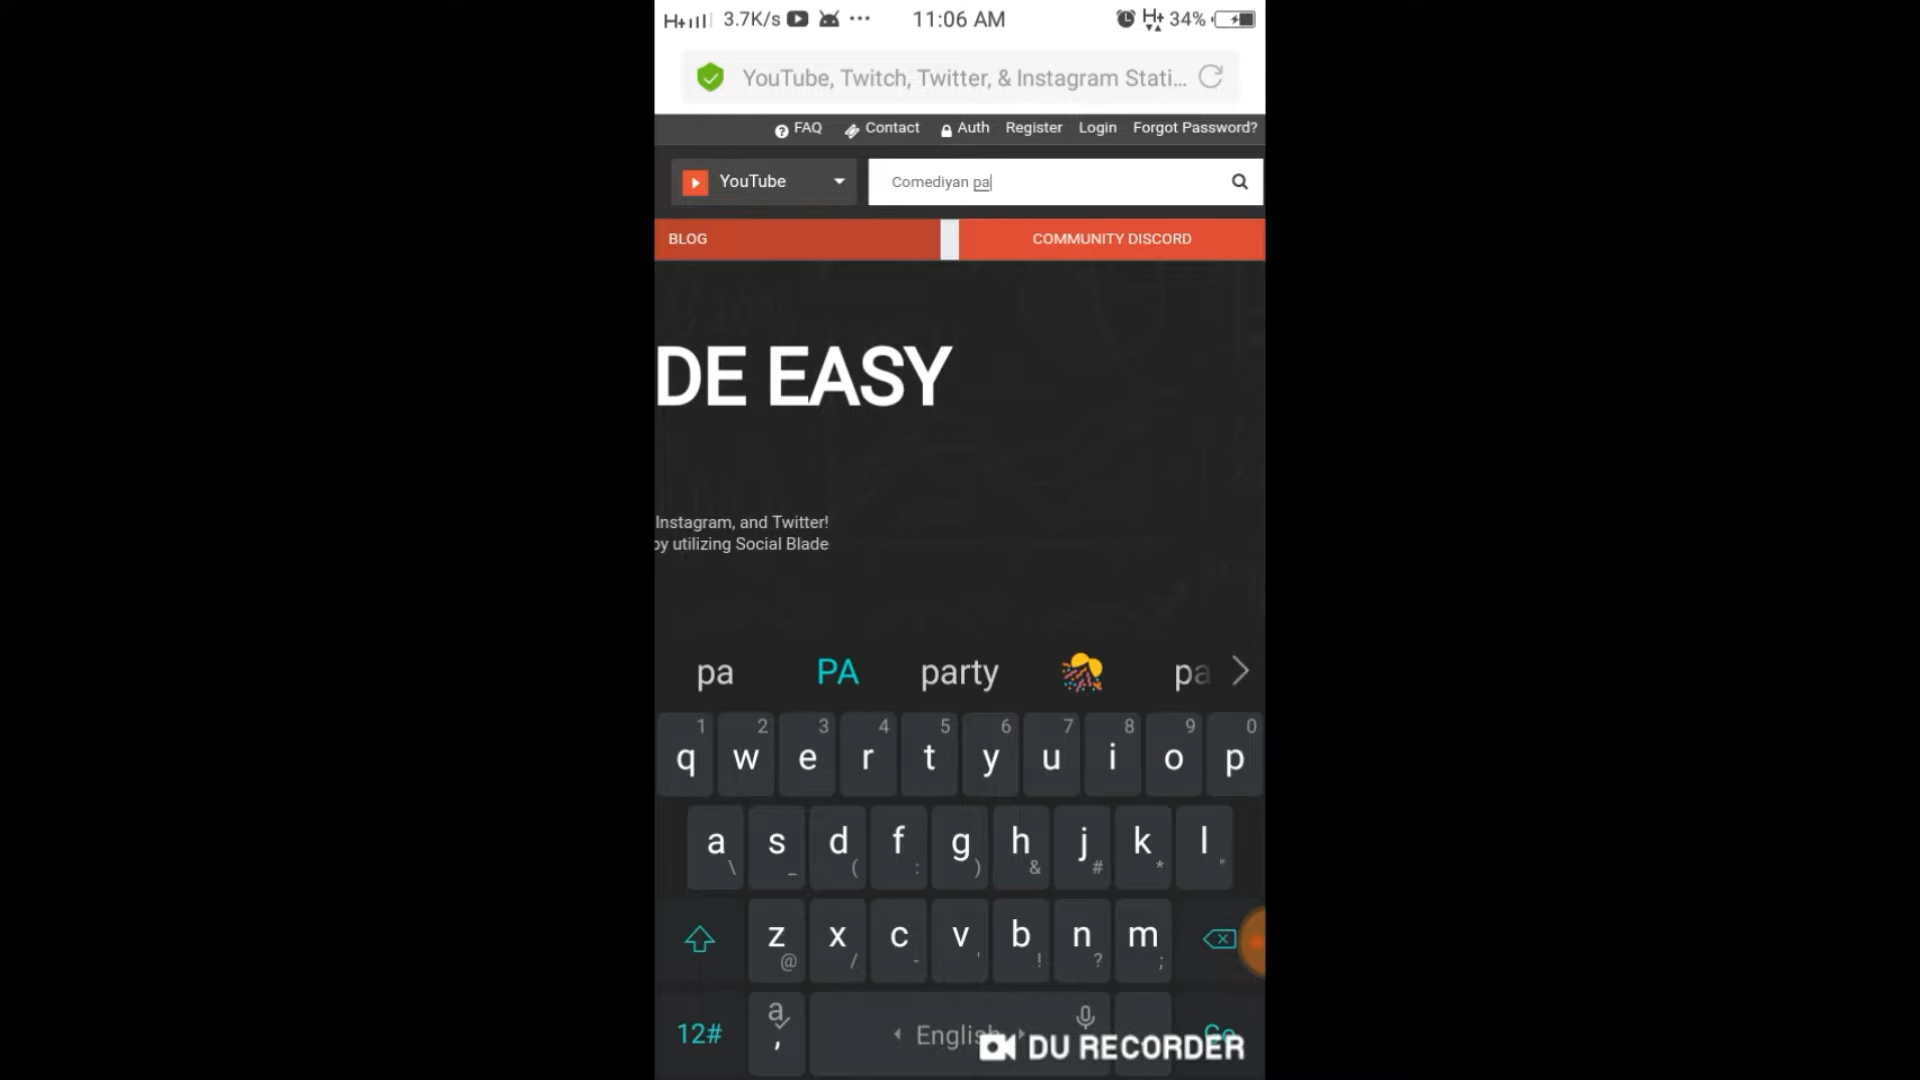 3.7K/s ... 11:06 AM H+ 34%
YouTube, Twitch, Twitter, & Instagram Stati...
FAQ Contact Auth Register Login Forgot Password?
YouTube Comediyan pa
BLOG COMMUNITY DISCORD
DE EASY
Instagram, and Twitter!
by utilizing Social Blade
pa PA party pa
1 2 3 4 5 6 7 8 9 0
q w e r t y u i o p
a s d f g h j k l
\ _ ( : ) & # * "
z x c v b n m
@ / - ' ! ? ;
12# a , English Go
DU RECORDER